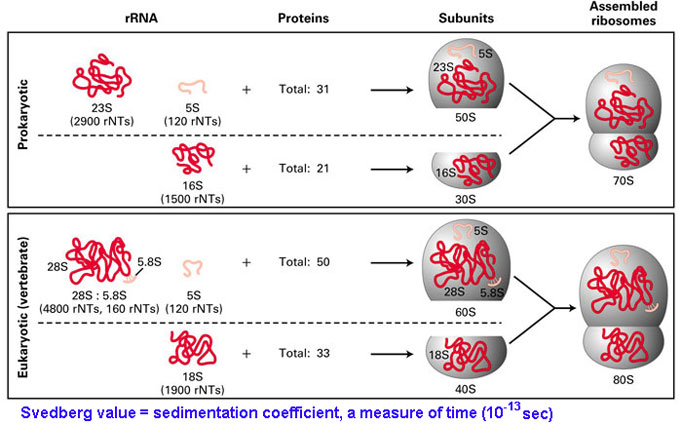 rRNA
Proteins
Subunits
Assembled
ribosomes
Prokaryotic
23S
(2900 rNTs)
5S
(120 rNTs)
+
Total: 31
23S
5S
50S
16S
(1500 rNTs)
+
Total: 21
16S
30S
70S
Eukaryotic (vertebrate)
28S
5.8S
28S : 5.8S
(4800 rNTs, 160 rNTs)
5S
(120 rNTs)
+
Total: 50
5S
28S
5.8S
60S
18S
(1900 rNTs)
+
Total: 33
18S
40S
80S
Svedberg value = sedimentation coefficient, a measure of time (10⁻¹³ sec)